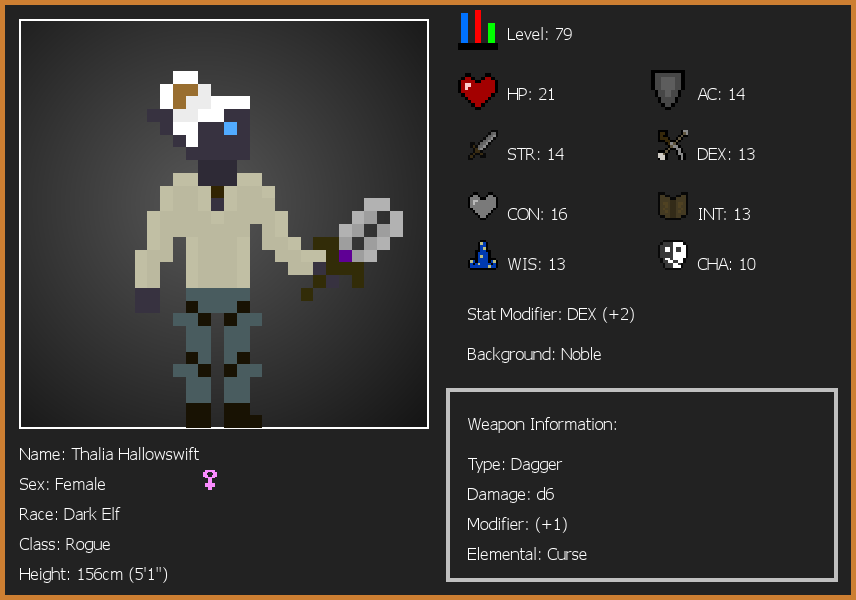 Level: 79
HP: 21
AC: 14
STR: 14
DEX: 13
CON: 16
INT: 13
WIS: 13
CHA: 10
Stat Modifier: DEX (+2)
Background: Noble
Weapon Information:
Type: Dagger
Damage: d6
Modifier: (+1)
Elemental: Curse
Name: Thalia Hallowswift
Sex: Female
Race: Dark Elf
Class: Rogue
Height: 156cm (5'1")